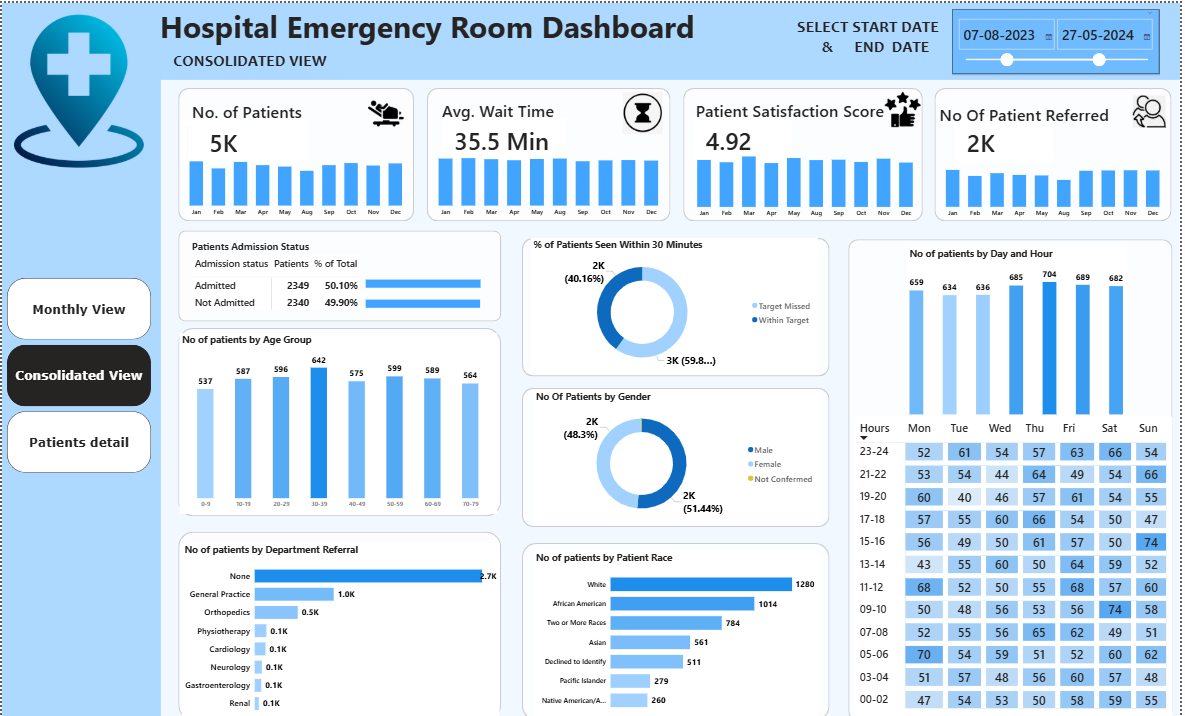 Hospital Emergency Room Dashboard
CONSOLIDATED VIEW
SELECT START DATE
& END DATE
07-08-2023 27-05-2024
Monthly View
Consolidated View
Patients detail
No. of Patients
5K
Jan Feb Mar Apr May Aug Sep Oct Nov Dec
Avg. Wait Time
35.5 Min
Jan Feb Mar Apr May Aug Sep Oct Nov Dec
Patient Satisfaction Score
4.92
Jan Feb Mar Apr May Aug Sep Oct Nov Dec
No Of Patient Referred
2K
Jan Feb Mar Apr May Aug Sep Oct Nov Dec
Patients Admission Status
Admission status Patients % of Total
Admitted 2349 50.10%
Not Admitted 2340 49.90%
No of patients by Age Group
537 587 596 642 575 599 589 564
0-9 10-19 20-29 30-39 40-49 50-59 60-69 70-79
No of patients by Department Referral
None 2.7K
General Practice 1.0K
Orthopedics 0.5K
Physiotherapy 0.1K
Cardiology 0.1K
Neurology 0.1K
Gastroenterology 0.1K
Renal 0.1K
% of Patients Seen Within 30 Minutes
2K
(40.16%)
3K (59.8...)
Target Missed
Within Target
No Of Patients by Gender
2K
(48.3%)
2K
(51.44%)
Male
Female
Not Confermed
No of patients by Patient Race
White 1280
African American 1014
Two or More Races 784
Asian 561
Declined to Identify 511
Pacific Islander 279
Native American/A... 260
No of patients by Day and Hour
659 634 636 685 704 689 682
Hours Mon Tue Wed Thu Fri Sat Sun
23-24 52 61 54 57 63 66 54
21-22 53 54 44 64 49 54 66
19-20 60 40 46 57 61 54 55
17-18 57 55 60 66 54 50 47
15-16 56 49 50 61 57 50 74
13-14 43 55 60 50 64 59 52
11-12 68 52 50 55 68 57 60
09-10 50 48 56 53 56 74 58
07-08 52 55 56 65 62 49 51
05-06 70 54 59 51 52 60 62
03-04 51 57 48 56 60 57 48
00-02 47 54 53 50 58 59 55